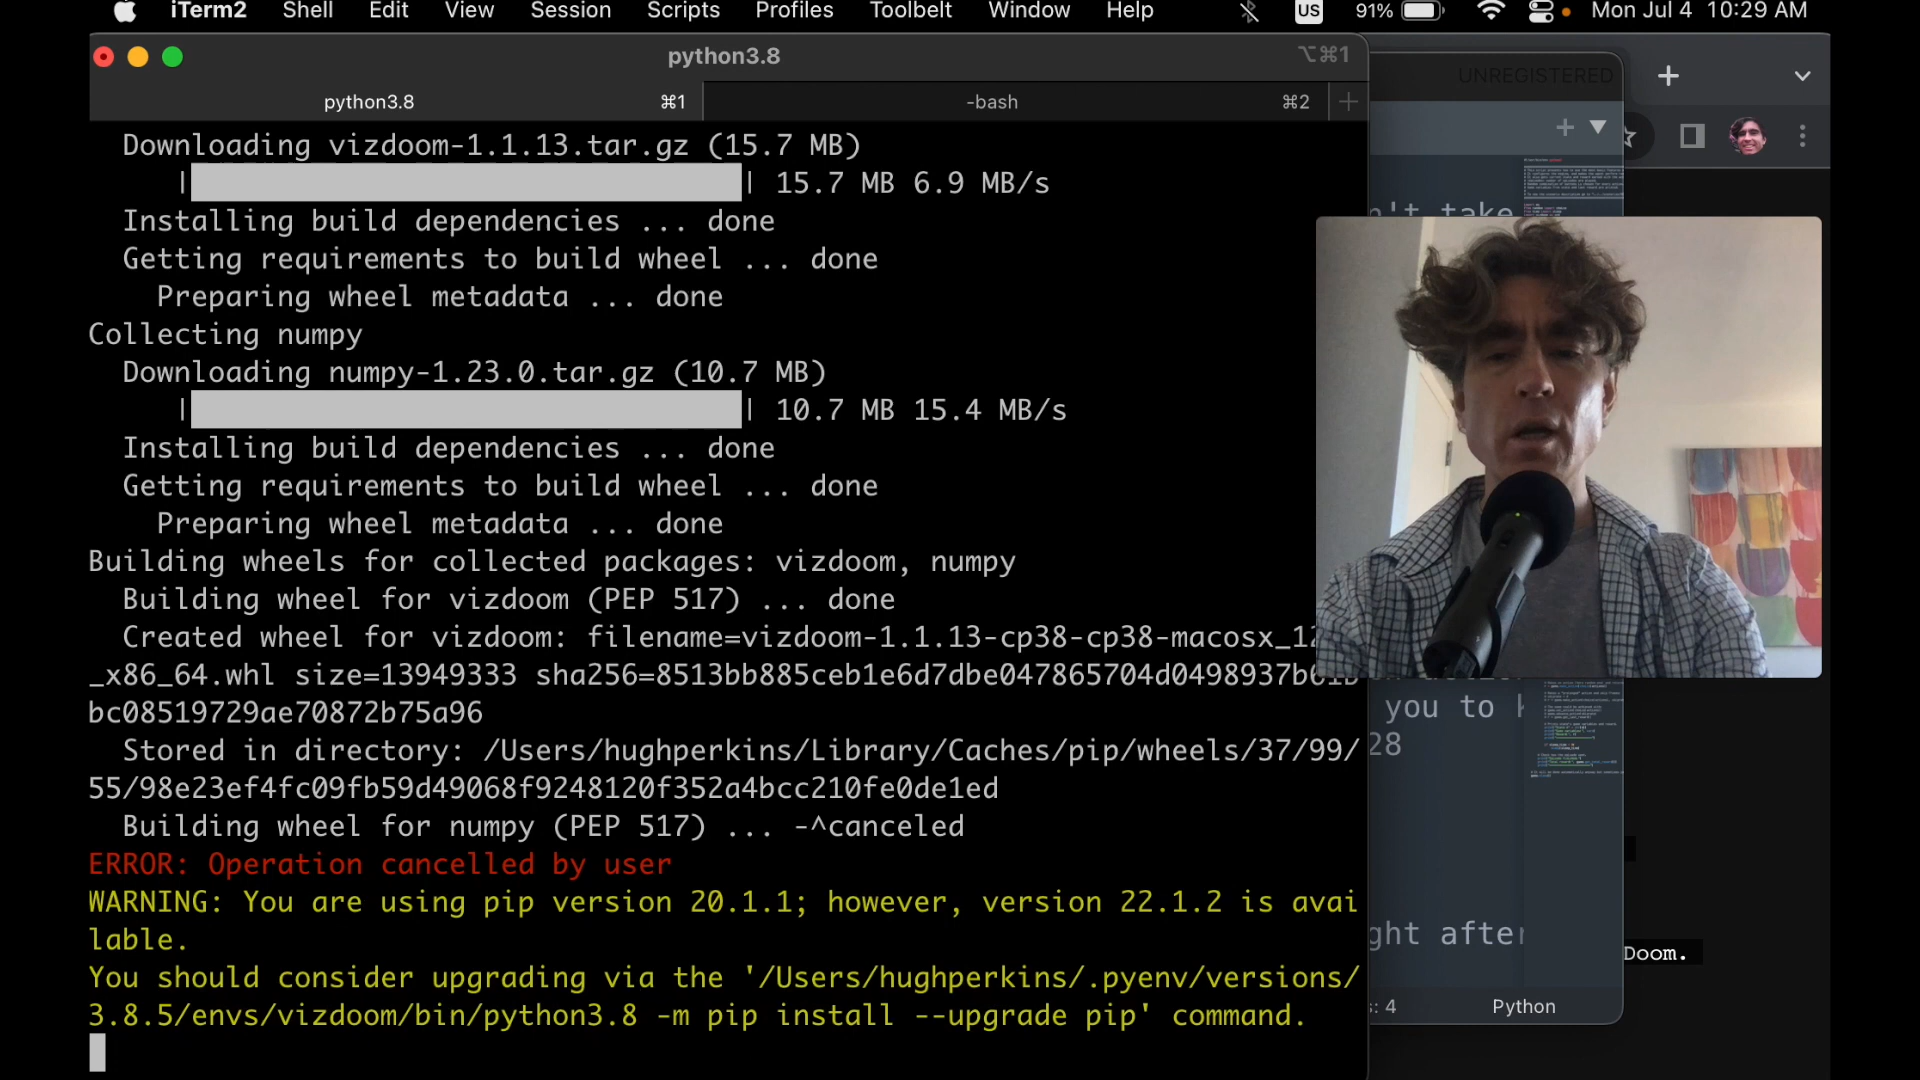 iTerm2 Shell Edit View Session Scripts Profiles Toolbelt Window Help US 91% Mon Jul 4 10:29 AM
python3.8 ⌥⌘1
UNREGISTERED
python3.8 ⌘1 -bash ⌘2
Downloading vizdoom-1.1.13.tar.gz (15.7 MB)
| | 15.7 MB 6.9 MB/s
Installing build dependencies ... done
n't take
Getting requirements to build wheel ... done
Preparing wheel metadata ... done
Collecting numpy
Downloading numpy-1.23.0.tar.gz (10.7 MB)
| | 10.7 MB 15.4 MB/s
Installing build dependencies ... done
Getting requirements to build wheel ... done
Preparing wheel metadata ... done
Building wheels for collected packages: vizdoom, numpy
Building wheel for vizdoom (PEP 517) ... done
Created wheel for vizdoom: filename=vizdoom-1.1.13-cp38-cp38-macosx_12
_x86_64.whl size=13949333 sha256=8513bb885ceb1e6d7dbe047865704d0498937b61b
bc08519729ae70872b75a96
you to
28
Stored in directory: /Users/hughperkins/Library/Caches/pip/wheels/37/99/
55/98e23ef4fc09fb59d49068f9248120f352a4bcc210fe0de1ed
Building wheel for numpy (PEP 517) ... -^canceled
ERROR: Operation cancelled by user
WARNING: You are using pip version 20.1.1; however, version 22.1.2 is avai
lable.
ght after
Doom.
You should consider upgrading via the '/Users/hughperkins/.pyenv/versions/
3.8.5/envs/vizdoom/bin/python3.8 -m pip install --upgrade pip' command.
: 4 Python